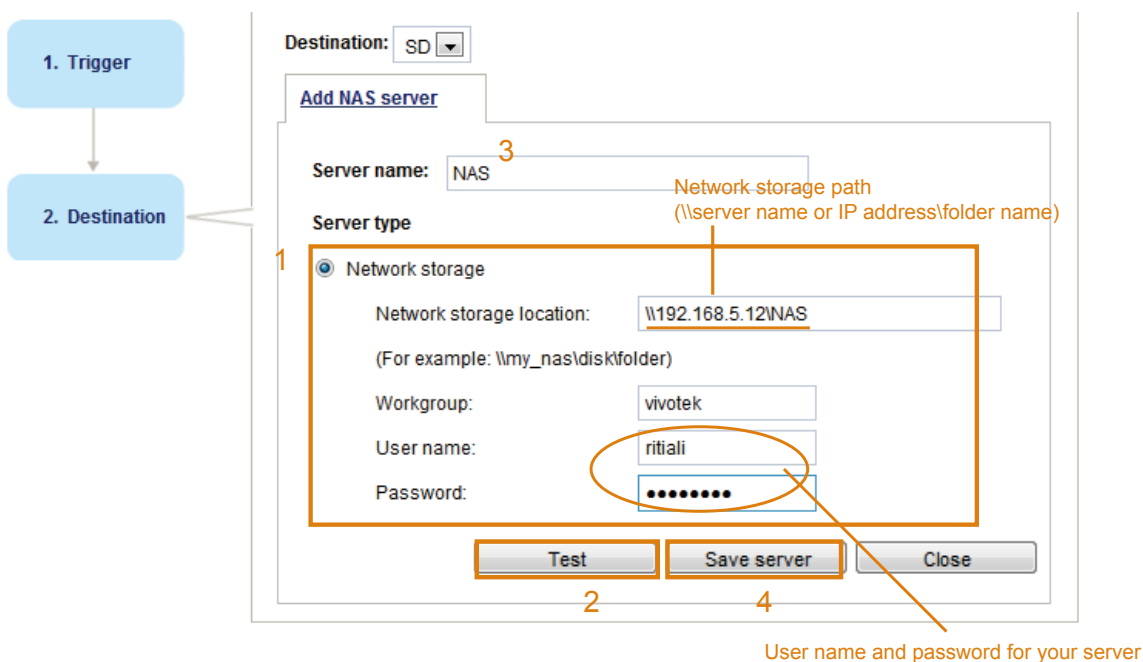 1. Trigger
2. Destination
Destination: SD
Add NAS server
3
Server name: NAS
Network storage path
(\\server name or IP address\folder name)
Server type
1
Network storage
Network storage location: \\192.168.5.12\NAS
(For example: \\my_nas\disk\folder)
Workgroup: vivotek
User name: ritiali
Password: ●●●●●●●●
Test Save server Close
2 4
User name and password for your server